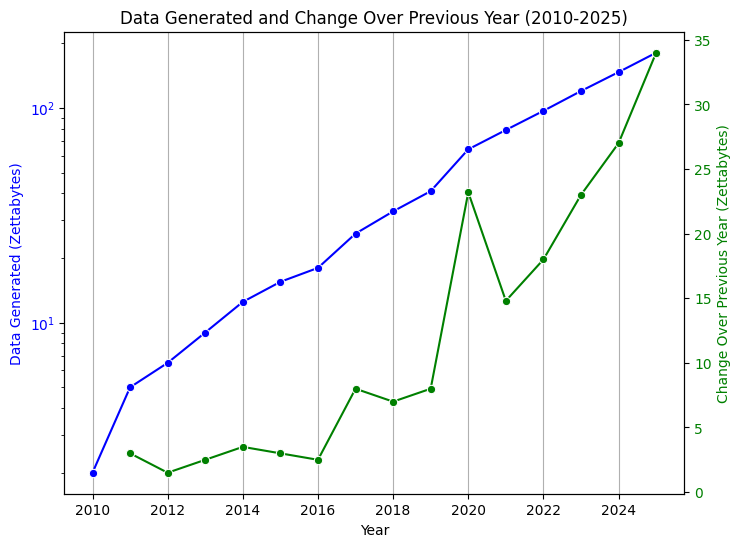 Data Generated and Change Over Previous Year (2010-2025)
Data Generated (Zettabytes)
10²
10¹
35
30
25
20
15
10
5
0
Change Over Previous Year (Zettabytes)
2010 2012 2014 2016 2018 2020 2022 2024
Year